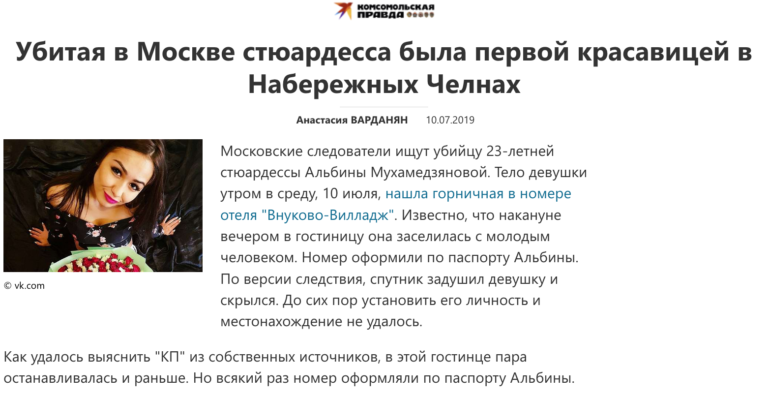 КОМСОМОЛЬСКАЯ
ПРАВДА
Убитая в Москве стюардесса была первой красавицей в
Набережных Челнах
Анастасия ВАРДАНЯН 10.07.2019
Московские следователи ищут убийцу 23-летней
стюардессы Альбины Мухамедзяновой. Тело девушки
утром в среду, 10 июля, нашла горничная в номере
отеля "Внуково-Вилладж". Известно, что накануне
вечером в гостиницу она заселилась с молодым
человеком. Номер оформили по паспорту Альбины.
По версии следствия, спутник задушил девушку и
скрылся. До сих пор установить его личность и
местонахождение не удалось.
© vk.com
Как удалось выяснить "КП" из собственных источников, в этой гостинце пара
останавливалась и раньше. Но всякий раз номер оформляли по паспорту Альбины.